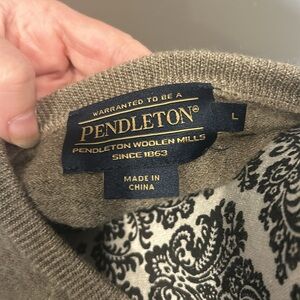 WARRANTED TO BE A
PENDLETON®
PENDLETON WOOLEN MILLS
SINCE 1863
L
MADE IN
CHINA